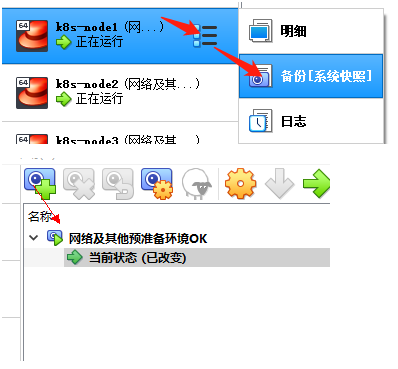 64
k8s-node1 (网...)
正在运行
明细
64
k8s-node2 (网络及其...
正在运行
备份[系统快照]
64
k8s-node3 (网络及其...
日志
名称
网络及其他预准备环境OK
当前状态 (已改变)